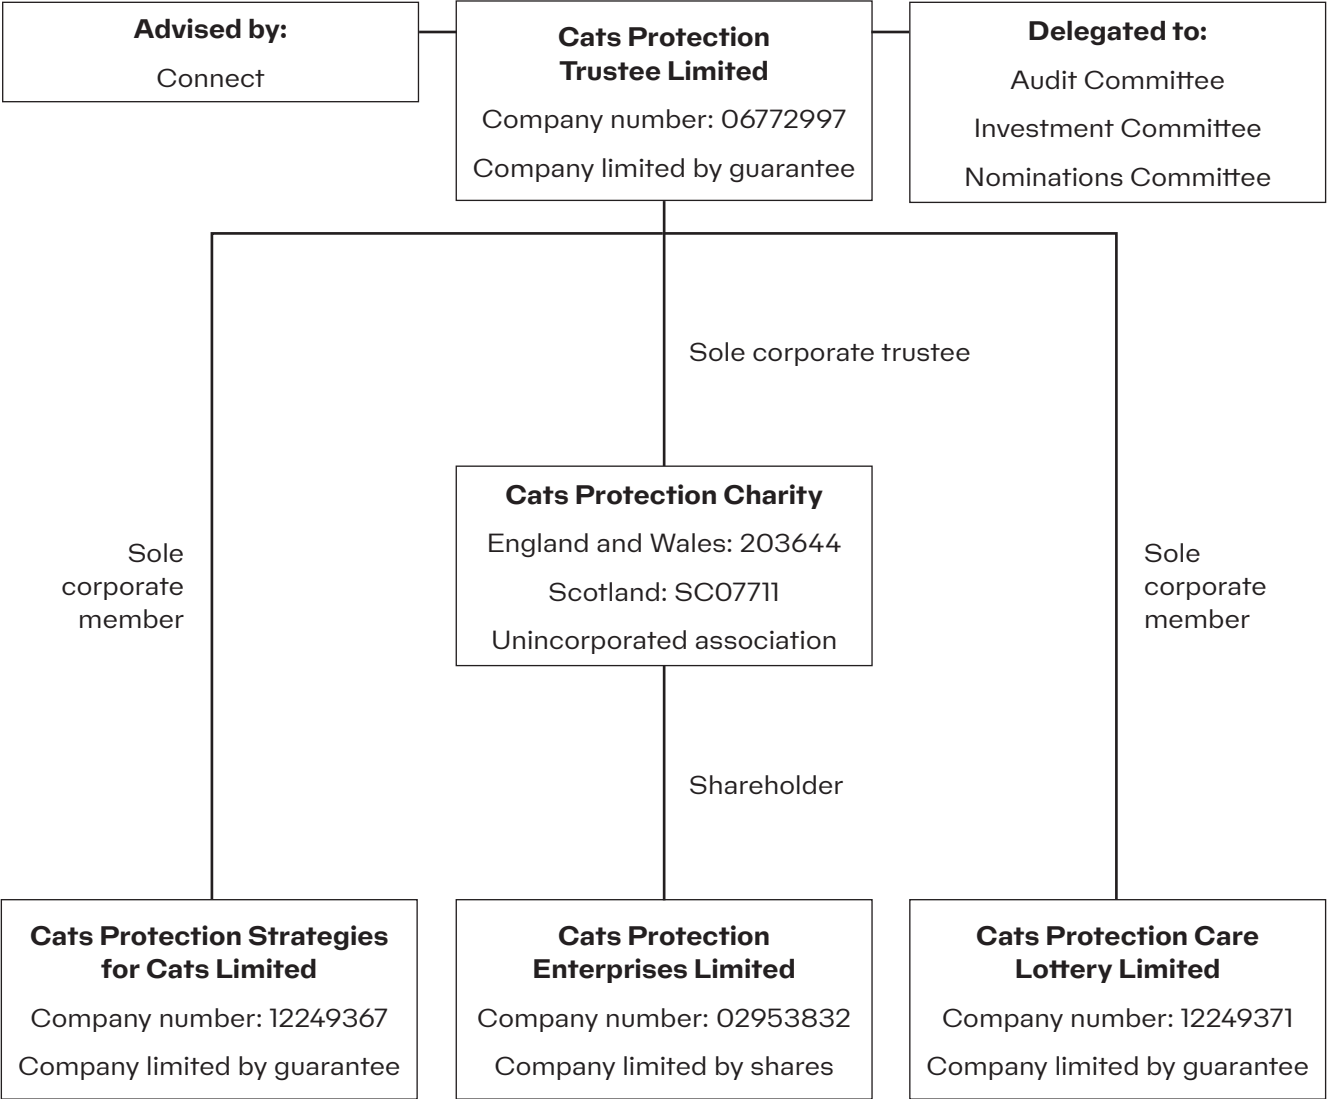 Advised by:
Connect
Cats Protection
Trustee Limited
Company number: 06772997
Company limited by guarantee
Delegated to:
Audit Committee
Investment Committee
Nominations Committee
Sole corporate trustee
Cats Protection Charity
England and Wales: 203644
Scotland: SC07711
Unincorporated association
Sole
corporate
member
Sole
corporate
member
Shareholder
Cats Protection Strategies
for Cats Limited
Company number: 12249367
Company limited by guarantee
Cats Protection
Enterprises Limited
Company number: 02953832
Company limited by shares
Cats Protection Care
Lottery Limited
Company number: 12249371
Company limited by guarantee